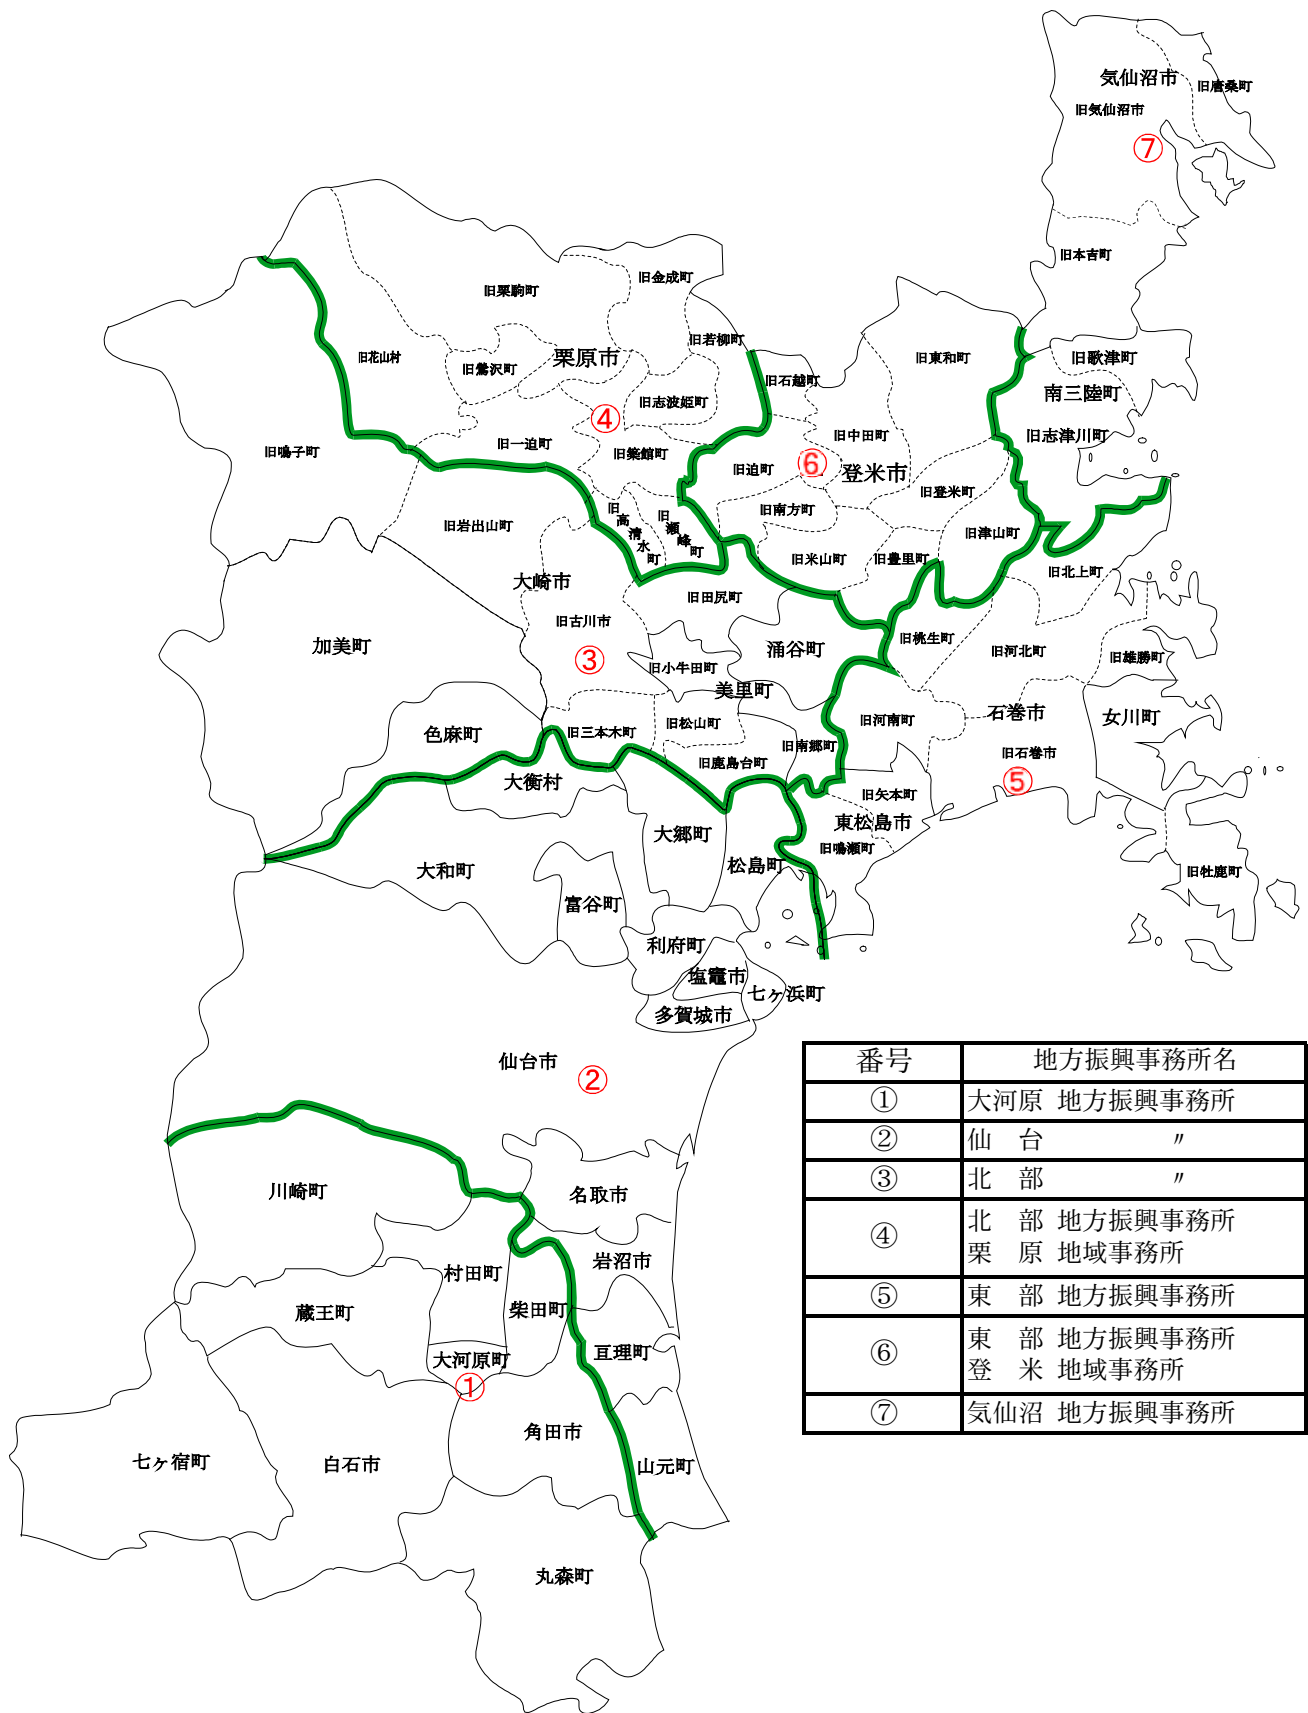 気仙沼市
旧唐桑町
旧気仙沼市
⑦
旧本吉町
旧金成町
旧栗駒町
旧若柳町
旧花山村
旧鶯沢町
栗原市
旧石越町
旧東和町
旧歌津町
南三陸町
旧志波姫町
④
旧一迫町
旧築館町
旧中田町
旧志津川町
旧鳴子町
旧迫町
⑥
登米市
旧登米町
旧南方町
旧高清水町
旧瀬峰町
旧岩出山町
旧津山町
旧米山町
旧豊里町
旧北上町
大崎市
旧田尻町
旧古川市
旧桃生町
加美町
涌谷町
旧河北町
旧雄勝町
③
旧小牛田町
美里町
石巻市
女川町
旧松山町
旧河南町
色麻町
旧三本木町
旧南郷町
旧石巻市
旧鹿島台町
大衡村
⑤
旧矢本町
東松島市
大郷町
旧鳴瀬町
松島町
大和町
旧牡鹿町
富谷町
利府町
塩竈市
七ヶ浜町
多賀城市
仙台市
②
川崎町
名取市
岩沼市
村田町
蔵王町
柴田町
亘理町
大河原町
①
角田市
七ヶ宿町
白石市
山元町
丸森町
番号 地方振興事務所名
① 大河原 地方振興事務所
② 仙 台 〃
③ 北 部 〃
④ 北 部 地方振興事務所
栗 原 地域事務所
⑤ 東 部 地方振興事務所
⑥ 東 部 地方振興事務所
登 米 地域事務所
⑦ 気仙沼 地方振興事務所